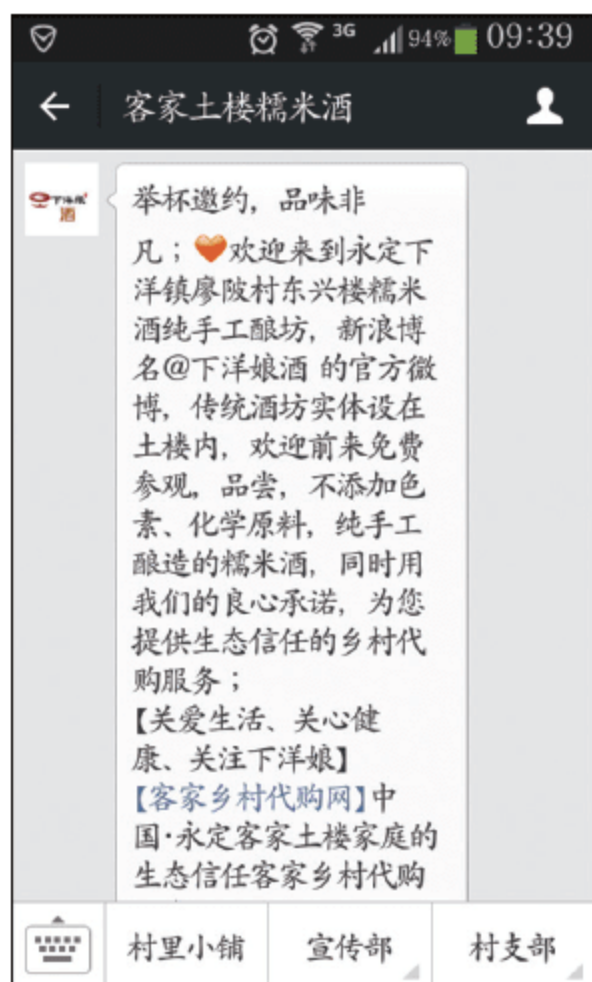 3G 94% 09:39
客家土楼糯米酒
下洋娘
酒
举杯邀约，品味非
凡；🧡欢迎来到永定下
洋镇廖陂村东兴楼糯米
酒纯手工酿坊，新浪博
名@下洋娘酒 的官方微
博，传统酒坊实体设在
土楼内，欢迎前来免费
参观，品尝，不添加色
素、化学原料，纯手工
酿造的糯米酒，同时用
我们的良心承诺，为您
提供生态信任的乡村代
购服务；
【关爱生活、关心健
康、关注下洋娘】
【客家乡村代购网】中
国·永定客家土楼家庭的
生态信任客家乡村代购
村里小铺
宣传部
村支部